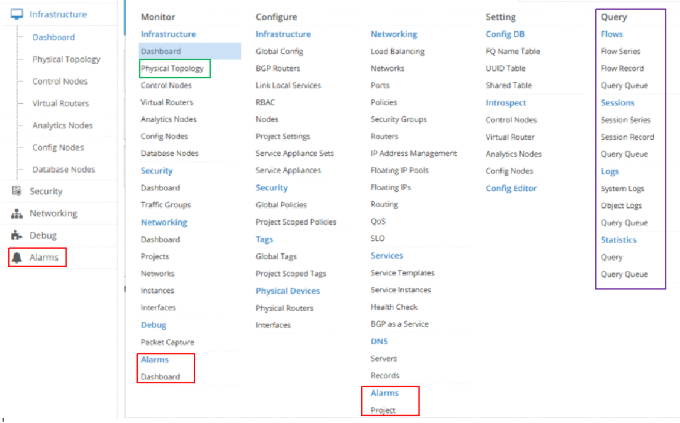 Infrastructure
Dashboard
Physical Topology
Control Nodes
Virtual Routers
Analytics Nodes
Config Nodes
Database Nodes
Security
Networking
Debug
Alarms
Monitor
Infrastructure
Dashboard
Physical Topology
Control Nodes
Virtual Routers
Analytics Nodes
Config Nodes
Database Nodes
Security
Dashboard
Traffic Groups
Networking
Dashboard
Projects
Networks
Instances
Interfaces
Debug
Packet Capture
Alarms
Dashboard
Configure
Infrastructure
Global Config
BGP Routers
Link Local Services
RBAC
Nodes
Project Settings
Service Appliance Sets
Service Appliances
Security
Global Policies
Project Scoped Policies
Tags
Global Tags
Project Scoped Tags
Physical Devices
Physical Routers
Interfaces
Networking
Load Balancing
Networks
Ports
Policies
Security Groups
Routers
IP Address Management
Floating IP Pools
Floating IPs
Routing
QoS
SLO
Services
Service Templates
Service Instances
Health Check
BGP as a Service
DNS
Servers
Records
Alarms
Project
Setting
Config DB
FQ Name Table
UUID Table
Shared Table
Introspect
Control Nodes
Virtual Router
Analytics Nodes
Config Nodes
Config Editor
Query
Flows
Flow Series
Flow Record
Query Queue
Sessions
Session Series
Session Record
Query Queue
Logs
System Logs
Object Logs
Query Queue
Statistics
Query
Query Queue